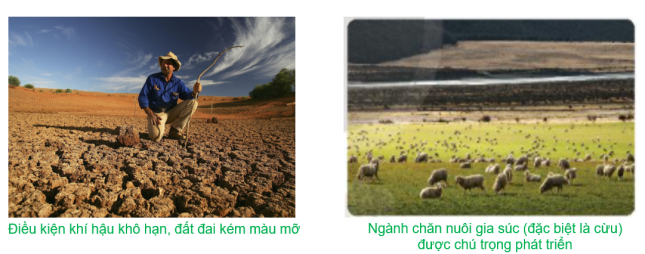 Điều kiện khí hậu khô hạn, đất đai kém màu mỡ
Ngành chăn nuôi gia súc (đặc biệt là cừu)
được chú trọng phát triển